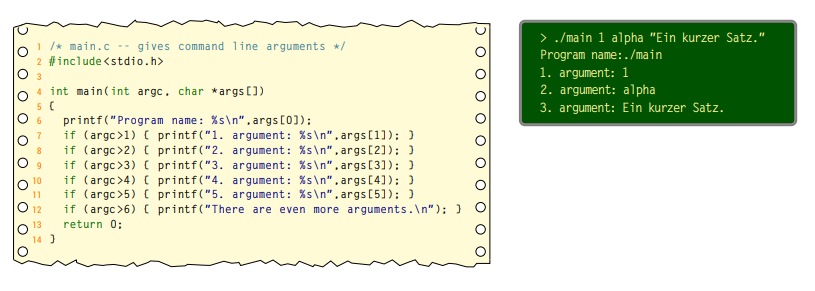 1 /* main.c -- gives command line arguments */
2 #include<stdio.h>
3
4 int main(int argc, char *args[])
5 {
6 printf("Program name: %s\n",args[0]);
7 if (argc>1) { printf("1. argument: %s\n",args[1]); }
8 if (argc>2) { printf("2. argument: %s\n",args[2]); }
9 if (argc>3) { printf("3. argument: %s\n",args[3]); }
10 if (argc>4) { printf("4. argument: %s\n",args[4]); }
11 if (argc>5) { printf("5. argument: %s\n",args[5]); }
12 if (argc>6) { printf("There are even more arguments.\n"); }
13 return 0;
14 }
> ./main 1 alpha "Ein kurzer Satz."
Program name:./main
1. argument: 1
2. argument: alpha
3. argument: Ein kurzer Satz.